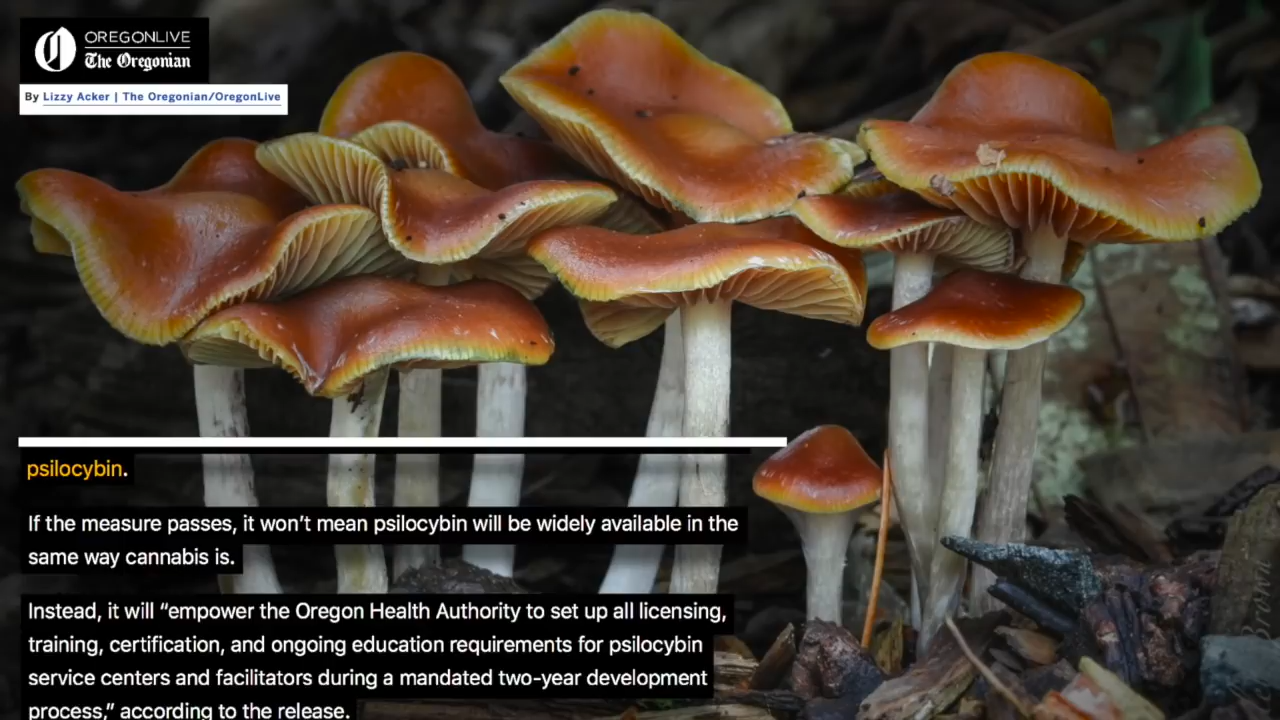 OREGONLIVE
The Oregonian
By Lizzy Acker | The Oregonian/OregonLive
psilocybin.
If the measure passes, it won’t mean psilocybin will be widely available in the
same way cannabis is.
Instead, it will “empower the Oregon Health Authority to set up all licensing,
training, certification, and ongoing education requirements for psilocybin
service centers and facilitators during a mandated two-year development
process,” according to the release.